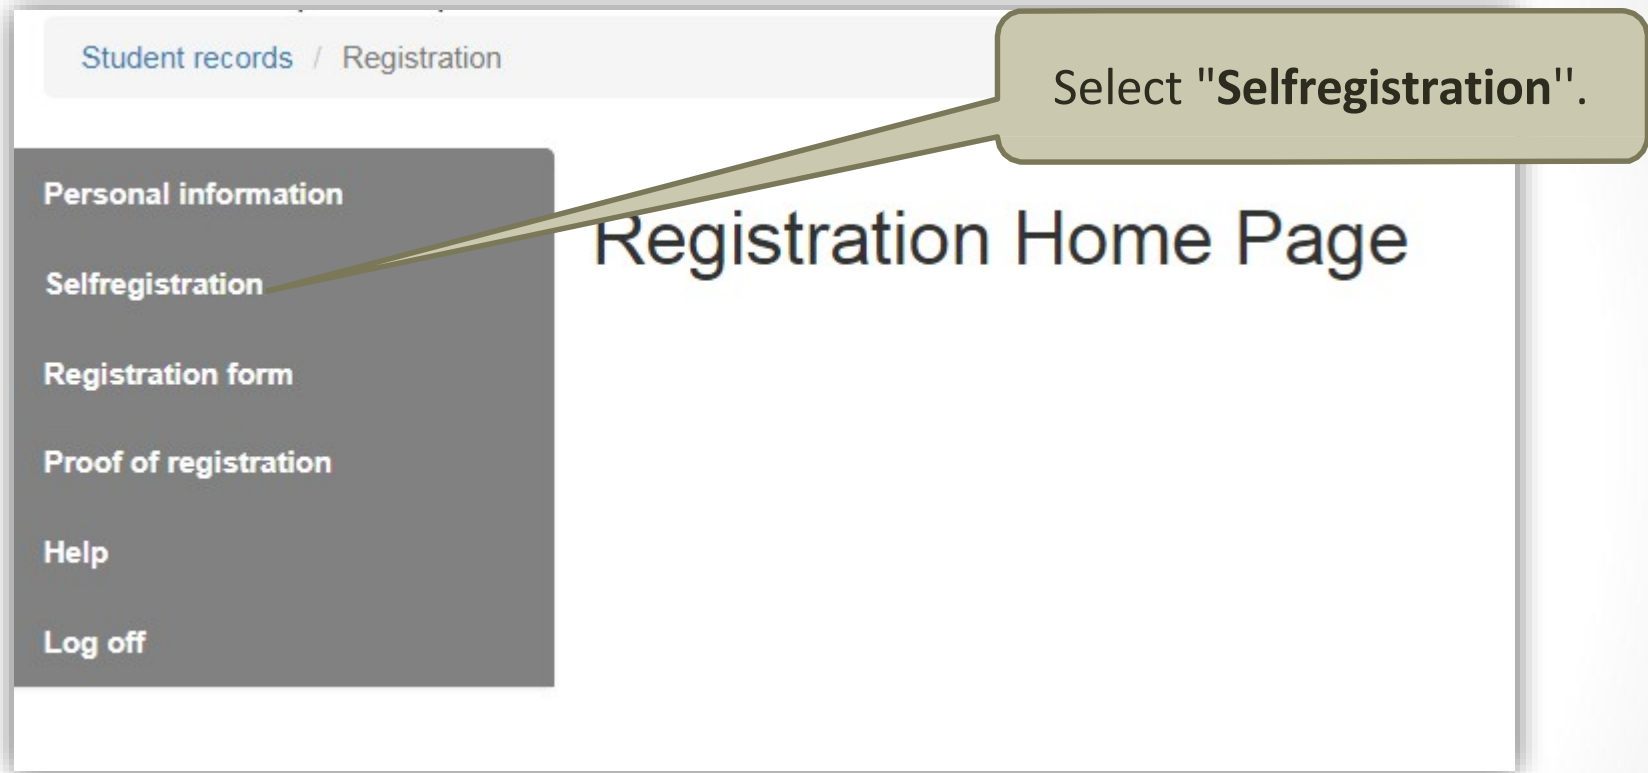 Student records / Registration
Select "Selfregistration".
Personal information
Selfregistration
Registration form
Proof of registration
Help
Log off
Registration Home Page